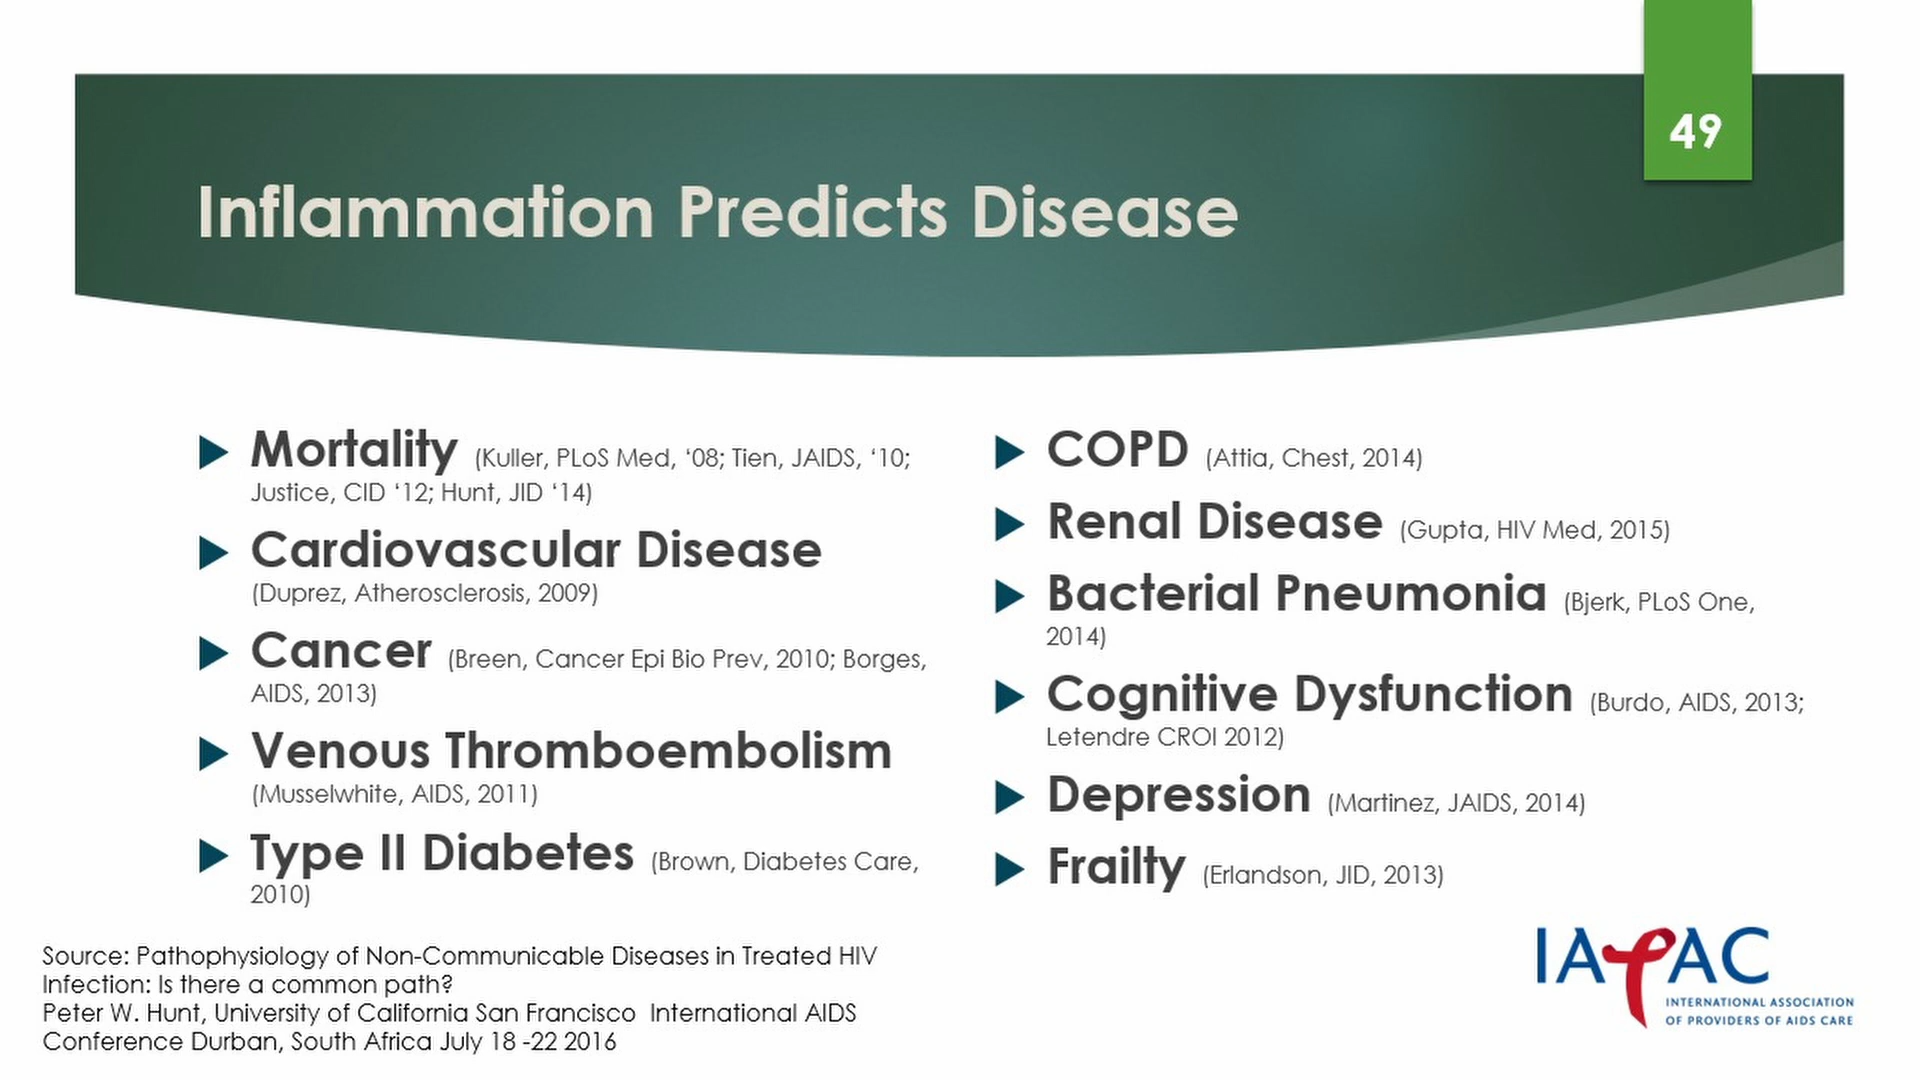 49
Inflammation Predicts Disease
Mortality (Kuller, PLoS Med, ‘08; Tien, JAIDS, ‘10;
Justice, CID ‘12; Hunt, JID ‘14)
Cardiovascular Disease
(Duprez, Atherosclerosis, 2009)
Cancer (Breen, Cancer Epi Bio Prev, 2010; Borges,
AIDS, 2013)
Venous Thromboembolism
(Musselwhite, AIDS, 2011)
Type II Diabetes (Brown, Diabetes Care,
2010)
COPD (Attia, Chest, 2014)
Renal Disease (Gupta, HIV Med, 2015)
Bacterial Pneumonia (Bjerk, PLoS One,
2014)
Cognitive Dysfunction (Burdo, AIDS, 2013;
Letendre CROI 2012)
Depression (Martinez, JAIDS, 2014)
Frailty (Erlandson, JID, 2013)
Source: Pathophysiology of Non-Communicable Diseases in Treated HIV
Infection: Is there a common path?
Peter W. Hunt, University of California San Francisco  International AIDS
Conference Durban, South Africa July 18 -22 2016
IAPAC
INTERNATIONAL ASSOCIATION
OF PROVIDERS OF AIDS CARE